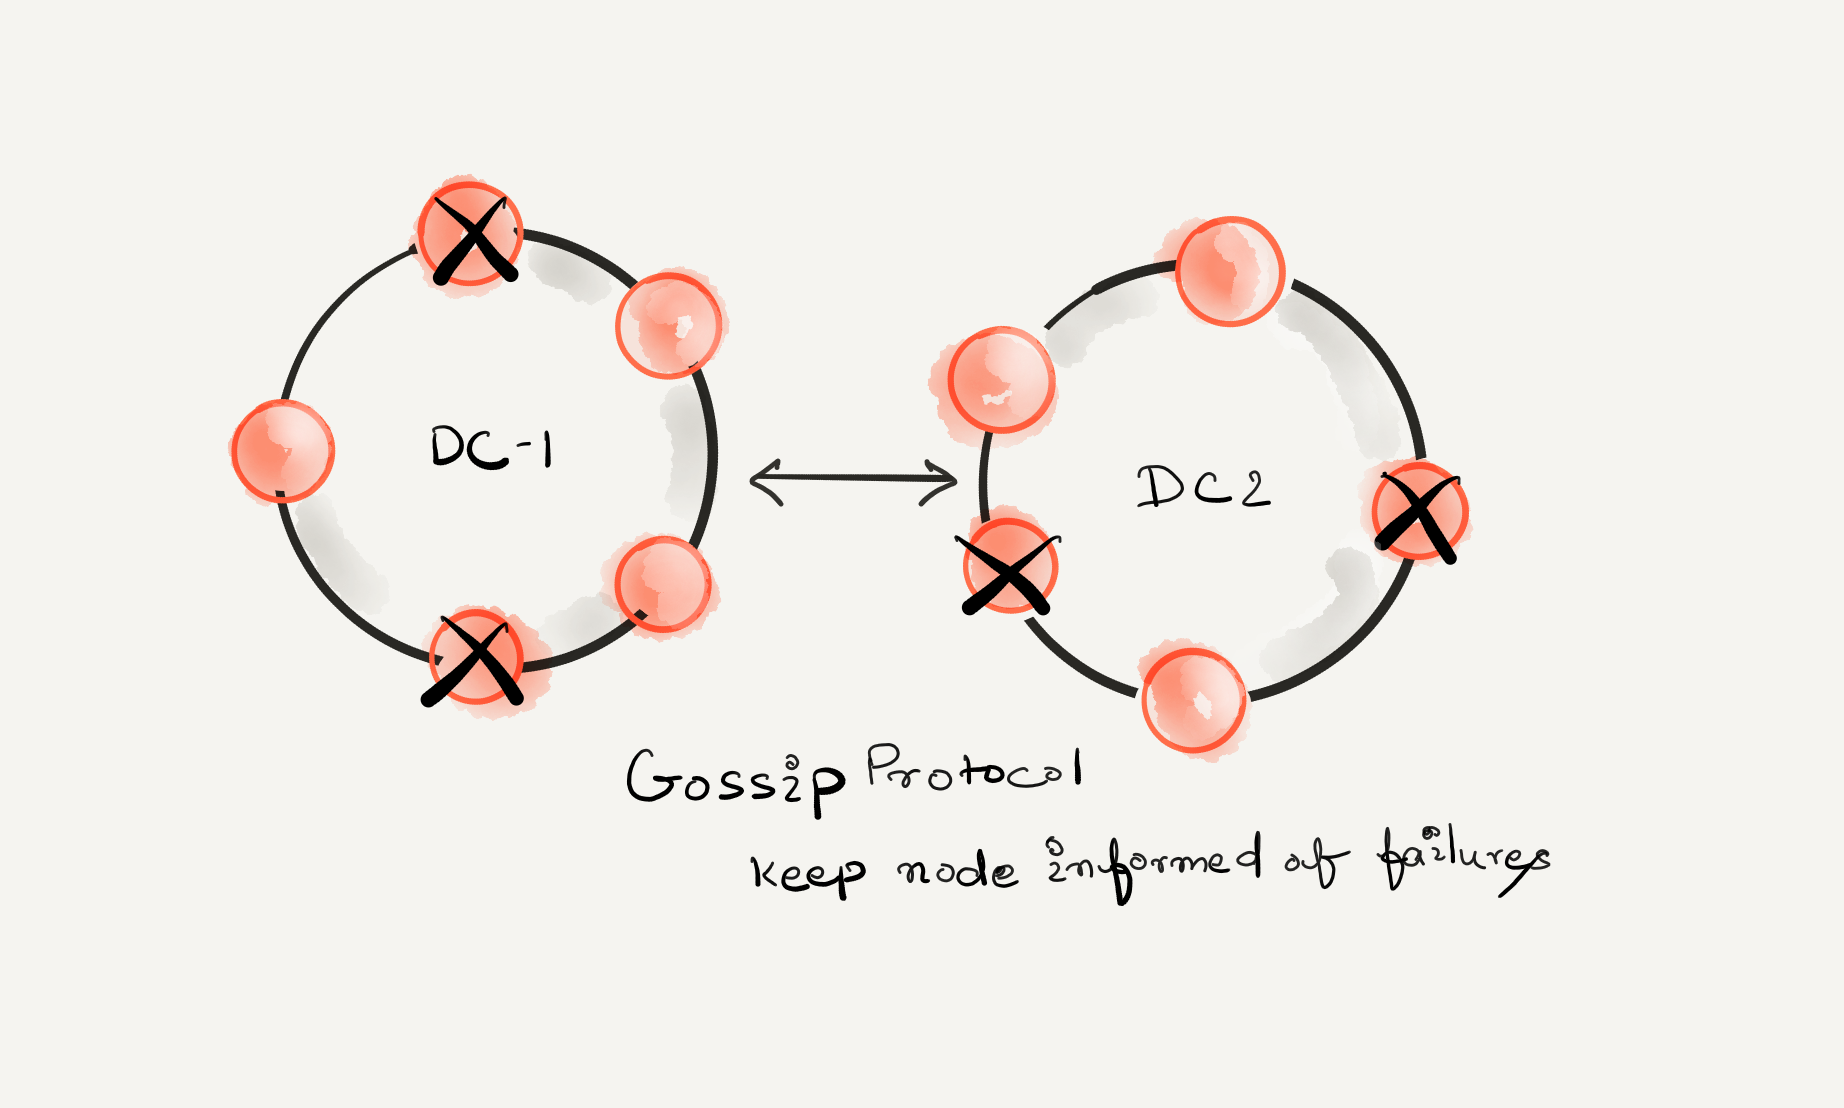 DC-1
DC2
Gossip Protocol
keep node informed of failures